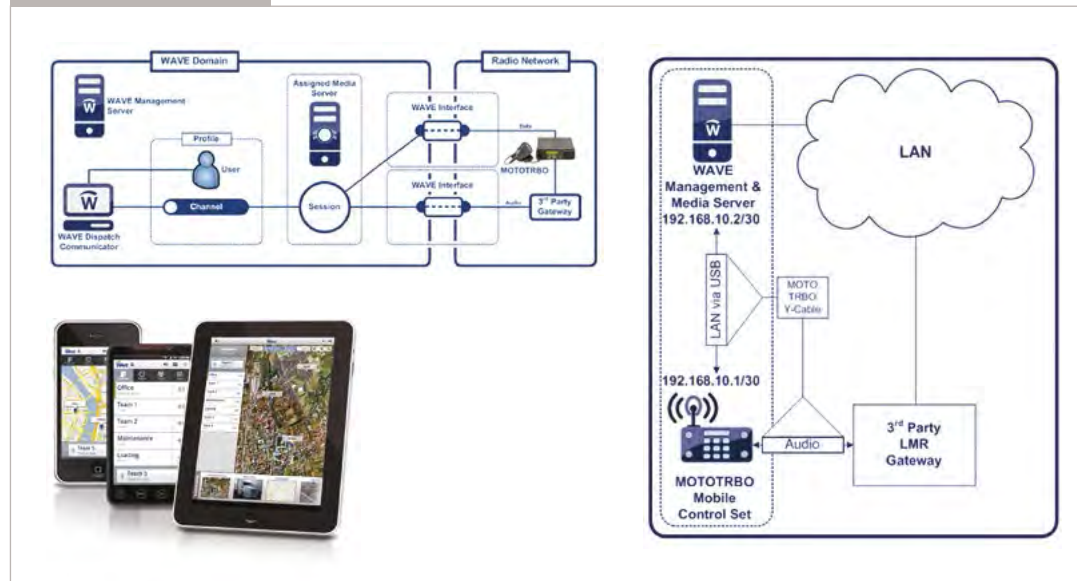 WAVE Domain
Radio Network
WAVE Management
Server
Assigned Media
Server
WAVE Interface
Profile
User
Data
MOTOTRBO
W
Channel
Session
WAVE Interface
Audio
3rd Party
Gateway
WAVE Dispatch
Communicator
W
WAVE
Management &
Media Server
192.168.10.2/30
LAN
LAN via USB
MOTO
TRBO
Y-Cable
192.168.10.1/30
Audio
3rd Party
LMR
Gateway
MOTOTRBO
Mobile
Control Set
Office
Team 1
Team 2
Maintenance
Loading
Team 3